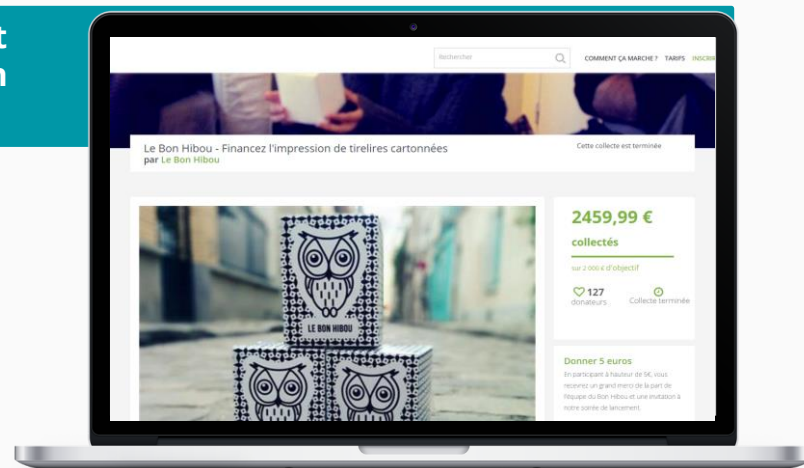 t
n
Rechercher
COMMENT ÇA MARCHE ? TARIFS INSCRIR
Le Bon Hibou - Financez l'impression de tirelires cartonnées
par Le Bon Hibou
Cette collecte est terminée
2459,99 €
collectés
sur 2 000 € d'objectif
127
donateurs
Collecte terminée
LE BON HIBOU
Donner 5 euros
En participant à hauteur de 5€, vous
recevrez un grand merci de la part de
l'équipe du Bon Hibou et une invitation à
notre soirée de lancement.